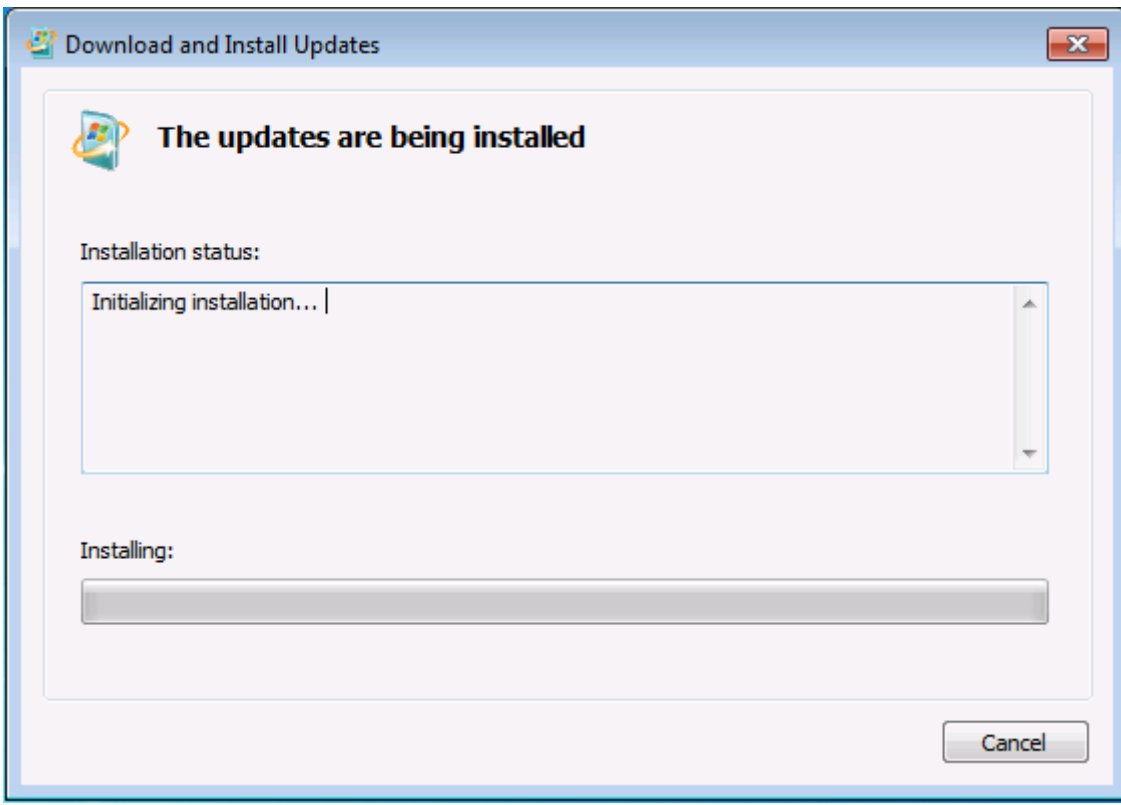 Download and Install Updates
The updates are being installed
Installation status:
Initializing installation...
Installing:
Cancel